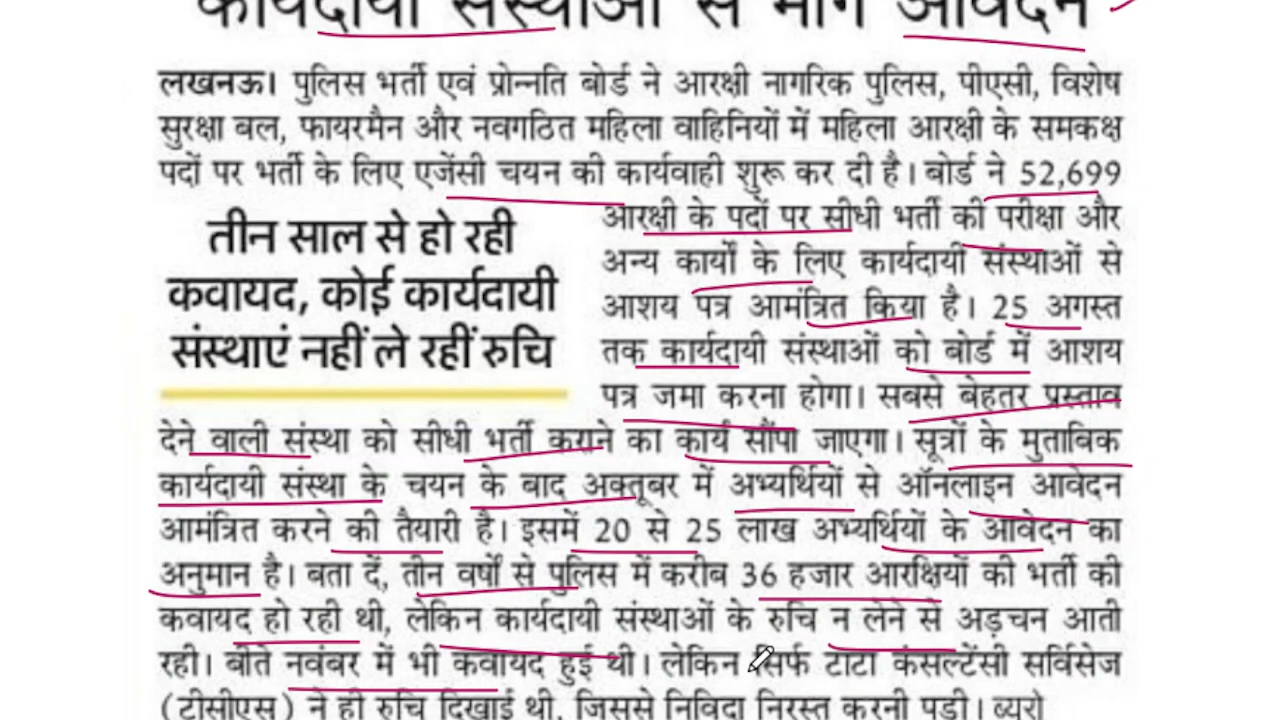 कार्यदायी संस्थाओं से मांगे आवेदन
लखनऊ। पुलिस भर्ती एवं प्रोन्नति बोर्ड ने आरक्षी नागरिक पुलिस, पीएसी, विशेष
सुरक्षा बल, फायरमैन और नवगठित महिला वाहिनियों में महिला आरक्षी के समकक्ष
पदों पर भर्ती के लिए एजेंसी चयन की कार्यवाही शुरू कर दी है। बोर्ड ने 52,699
तीन साल से हो रही
कवायद, कोई कार्यदायी
संस्थाएं नहीं ले रहीं रुचि
आरक्षी के पदों पर सीधी भर्ती की परीक्षा और
अन्य कार्यों के लिए कार्यदायी संस्थाओं से
आशय पत्र आमंत्रित किया है। 25 अगस्त
तक कार्यदायी संस्थाओं को बोर्ड में आशय
पत्र जमा करना होगा। सबसे बेहतर प्रस्ताव
देने वाली संस्था को सीधी भर्ती कराने का कार्य सौंपा जाएगा। सूत्रों के मुताबिक
कार्यदायी संस्था के चयन के बाद अक्तूबर में अभ्यर्थियों से ऑनलाइन आवेदन
आमंत्रित करने की तैयारी है। इसमें 20 से 25 लाख अभ्यर्थियों के आवेदन का
अनुमान है। बता दें, तीन वर्षों से पुलिस में करीब 36 हजार आरक्षियों की भर्ती की
कवायद हो रही थी, लेकिन कार्यदायी संस्थाओं के रुचि न लेने से अड़चन आती
रही। बीते नवंबर में भी कवायद हुई थी। लेकिन सिर्फ टाटा कंसल्टेंसी सर्विसेज
(टीसीएस) ने ही रुचि दिखाई थी, जिससे निविदा निरस्त करनी पड़ी। ब्यूरो